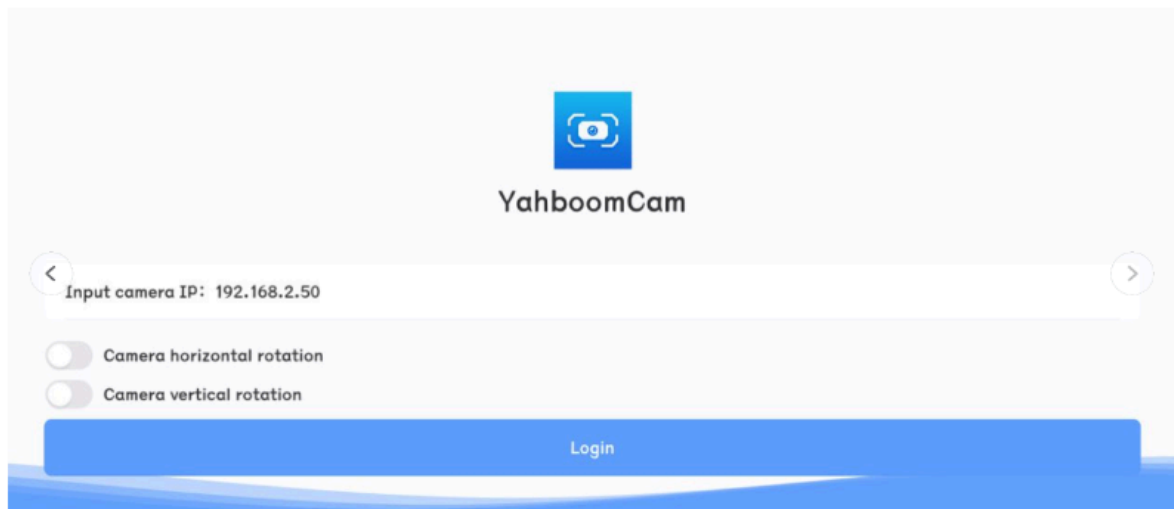 YahboomCam
Input camera IP: 192.168.2.50
Camera horizontal rotation
Camera vertical rotation
Login